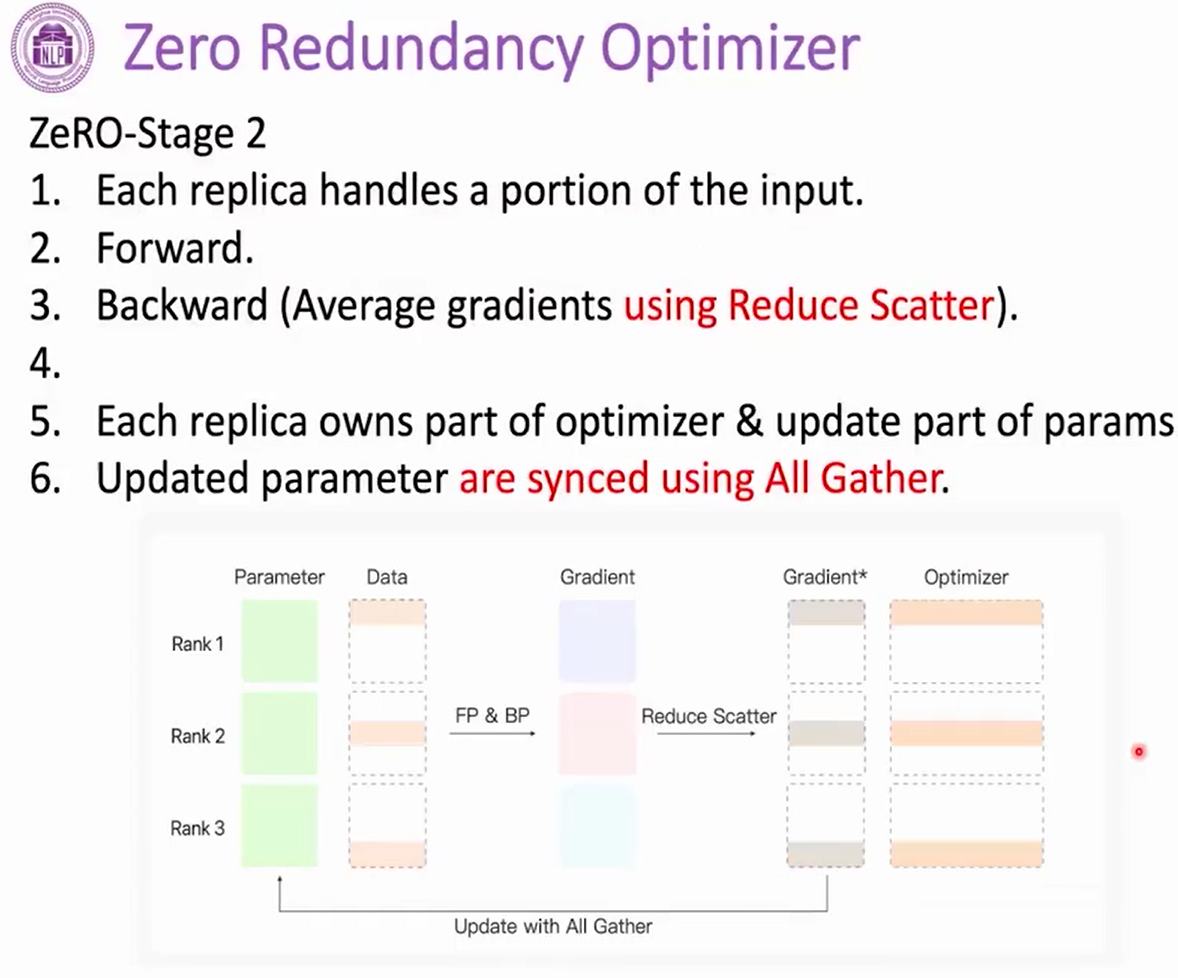 NLP
Zero Redundancy Optimizer
ZeRO-Stage 2
1. Each replica handles a portion of the input.
2. Forward.
3. Backward (Average gradients using Reduce Scatter).
4.
5. Each replica owns part of optimizer & update part of params
6. Updated parameter are synced using All Gather.
Parameter Data Gradient Gradient* Optimizer
Rank 1
FP & BP Reduce Scatter
Rank 2
Rank 3
Update with All Gather